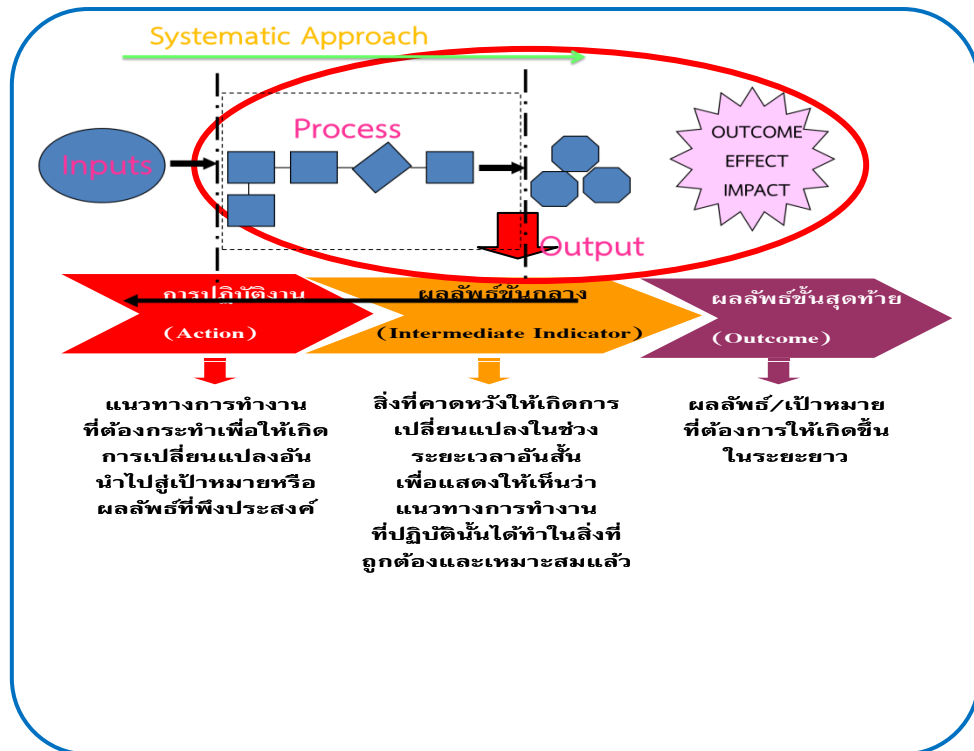 Systematic Approach
Process
Inputs
OUTCOME
EFFECT
IMPACT
Output
การปฏิบัติงาน
(Action)
ผลลัพธ์ขั้นกลาง
(Intermediate Indicator)
ผลลัพธ์ขั้นสุดท้าย
(Outcome)
แนวทางการทำงาน
ที่ต้องกระทำเพื่อให้เกิด
การเปลี่ยนแปลงอัน
นำไปสู่เป้าหมายหรือ
ผลลัพธ์ที่พึงประสงค์
สิ่งที่คาดหวังให้เกิดการ
เปลี่ยนแปลงในช่วง
ระยะเวลาอันสั้น
เพื่อแสดงให้เห็นว่า
แนวทางการทำงาน
ที่ปฏิบัตินั้นได้ทำในสิ่งที่
ถูกต้องและเหมาะสมแล้ว
ผลลัพธ์/เป้าหมาย
ที่ต้องการให้เกิดขึ้น
ในระยะยาว